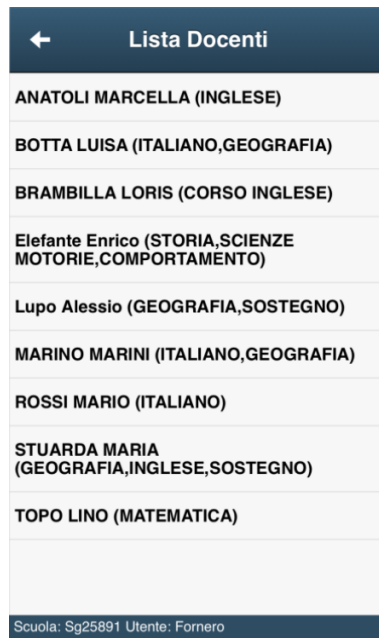 Lista Docenti
ANATOLI MARCELLA (INGLESE)
BOTTA LUISA (ITALIANO,GEOGRAFIA)
BRAMBILLA LORIS (CORSO INGLESE)
Elefante Enrico (STORIA,SCIENZE
MOTORIE,COMPORTAMENTO)
Lupo Alessio (GEOGRAFIA,SOSTEGNO)
MARINO MARINI (ITALIANO,GEOGRAFIA)
ROSSI MARIO (ITALIANO)
STUARDA MARIA
(GEOGRAFIA,INGLESE,SOSTEGNO)
TOPO LINO (MATEMATICA)
Scuola: Sg25891 Utente: Fornero